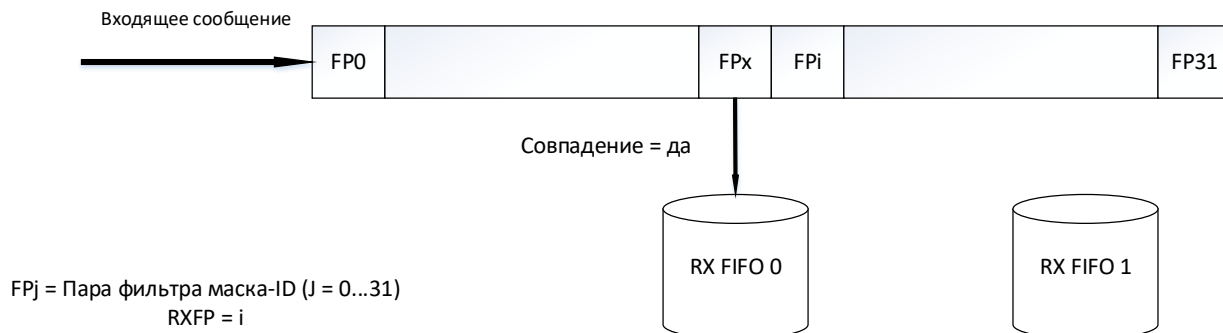 Входящее сообщение
FP0 FPx FPi FP31
Совпадение = да
RX FIFO 0 RX FIFO 1
FPj = Пара фильтра маска-ID (J = 0...31)
RXFP = i